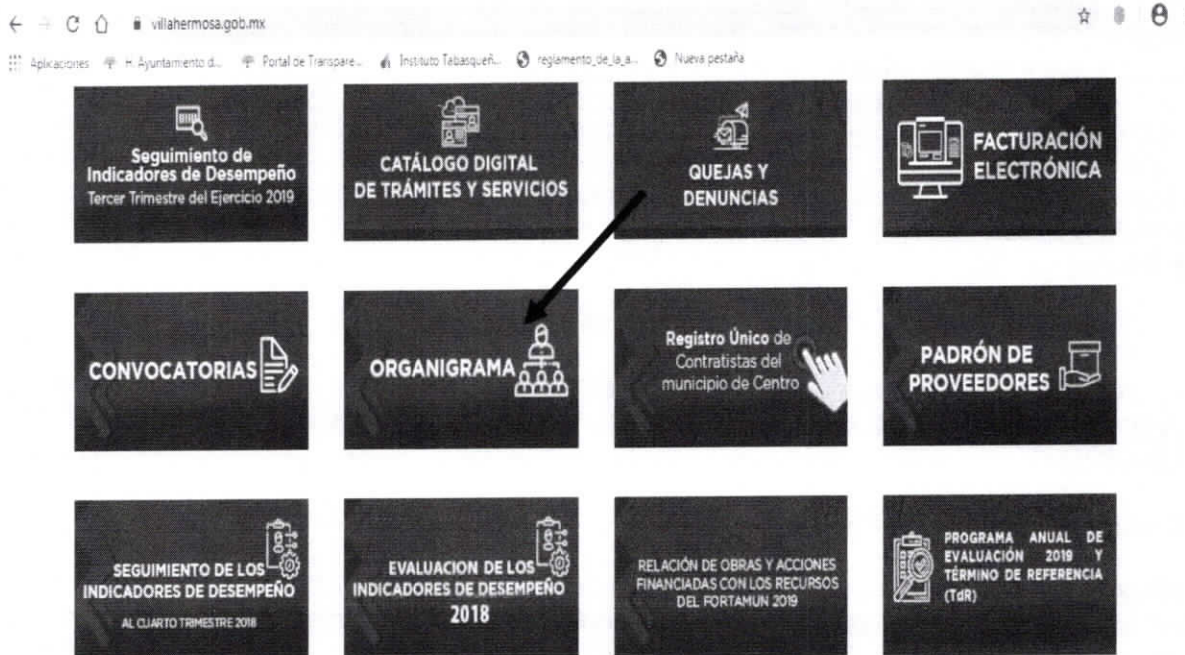 villahermosa.gob.mx
Aplicaciones H. Ayuntamiento d... Portal de Transpare... Instituto Tabasqueñ... reglamento_de_la_a... Nueva pestaña
Seguimiento de
Indicadores de Desempeño
Tercer Trimestre del Ejercicio 2019
CATÁLOGO DIGITAL
DE TRÁMITES Y SERVICIOS
QUEJAS Y
DENUNCIAS
FACTURACIÓN
ELECTRÓNICA
CONVOCATORIAS
ORGANIGRAMA
Registro Único de
Contratistas del
municipio de Centro
PADRÓN DE
PROVEEDORES
SEGUIMIENTO DE LOS
INDICADORES DE DESEMPEÑO
AL CUARTO TRIMESTRE 2018
EVALUACION DE LOS
INDICADORES DE DESEMPEÑO
2018
RELACIÓN DE OBRAS Y ACCIONES
FINANCIADAS CON LOS RECURSOS
DEL FORTAMUN 2019
PROGRAMA ANUAL DE
EVALUACIÓN 2019 Y
TÉRMINO DE REFERENCIA
(TdR)